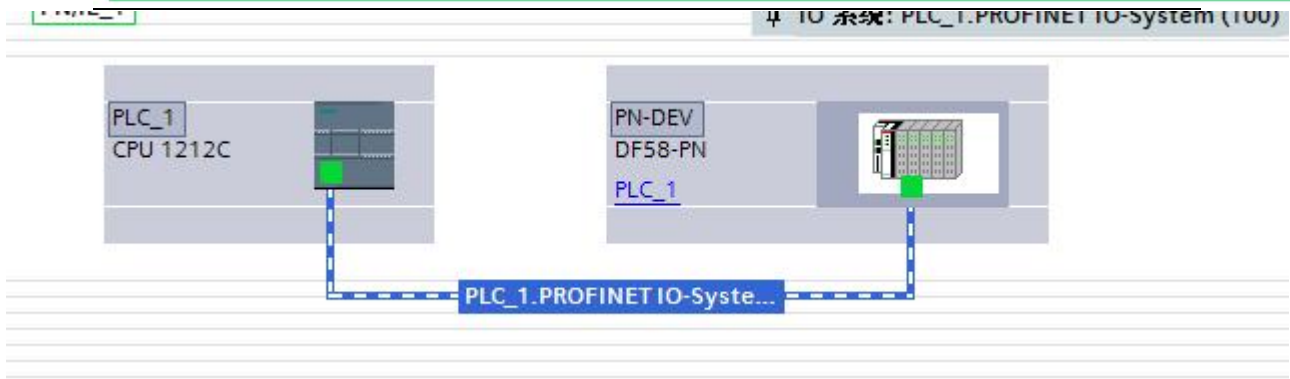 IO 系统: PLC_1.PROFINET IO-System (100)
PLC_1
CPU 1212C
PN-DEV
DF58-PN
PLC_1
PLC_1.PROFINET IO-Syste...